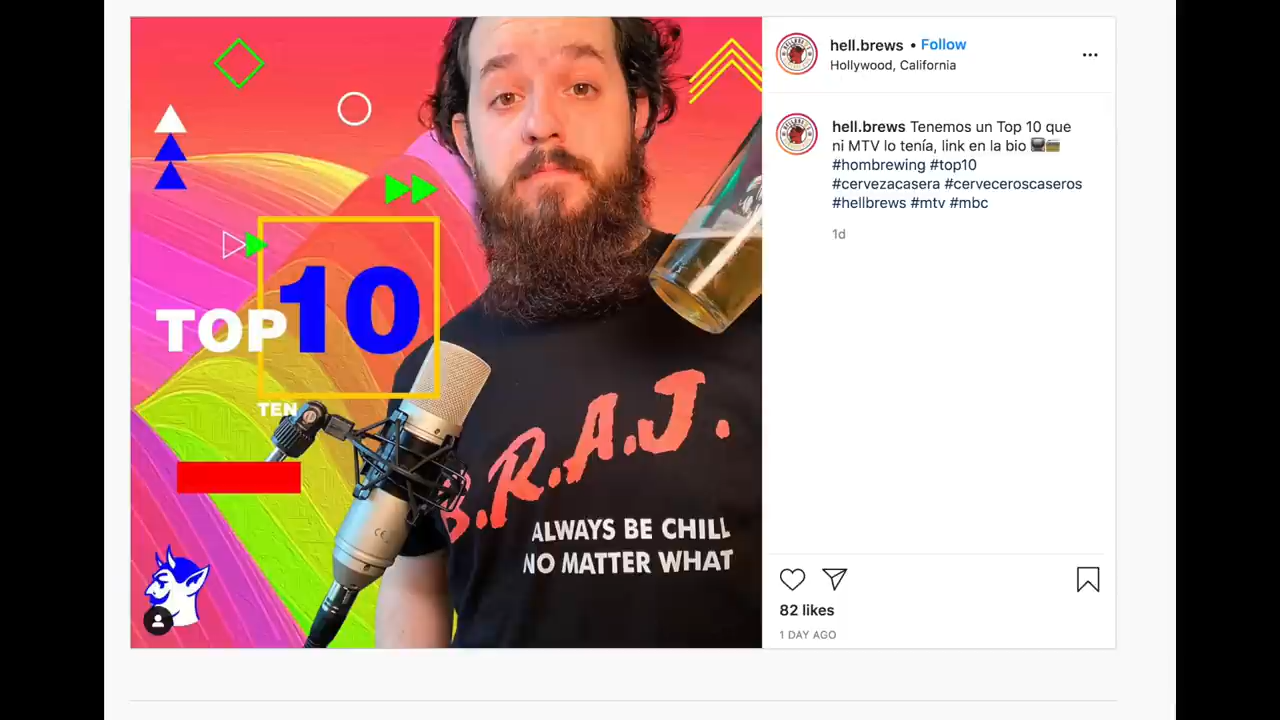 hell.brews • Follow
Hollywood, California
hell.brews Tenemos un Top 10 que
ni MTV lo tenía, link en la bio
#hombrewing #top10
#cervezacasera #cerveceroscaseros
#hellbrews #mtv #mbc
1d
TOP 10
TEN
B.R.A.J.
ALWAYS BE CHILL
NO MATTER WHAT
82 likes
1 DAY AGO